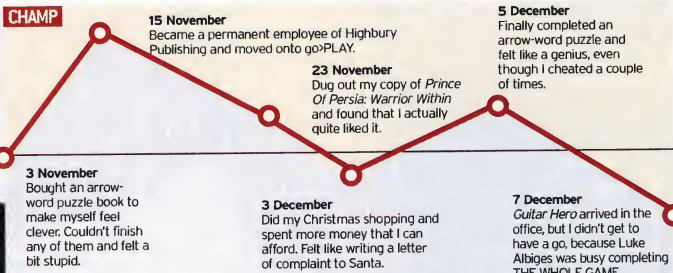 CHAMP
15 November
Became a permanent employee of Highbury
Publishing and moved onto go>PLAY.
5 December
Finally completed an
arrow-word puzzle and
felt like a genius, even
though I cheated a couple
of times.
23 November
Dug out my copy of Prince
Of Persia: Warrior Within
and found that I actually
quite liked it.
3 November
Bought an arrow-
word puzzle book to
make myself feel
clever. Couldn't finish
any of them and felt a
bit stupid.
3 December
Did my Christmas shopping and
spent more money that I can
afford. Felt like writing a letter
of complaint to Santa.
7 December
Guitar Hero arrived in the
office, but I didn't get to
have a go, because Luke
Albiges was busy completing
THE WHOLE GAME